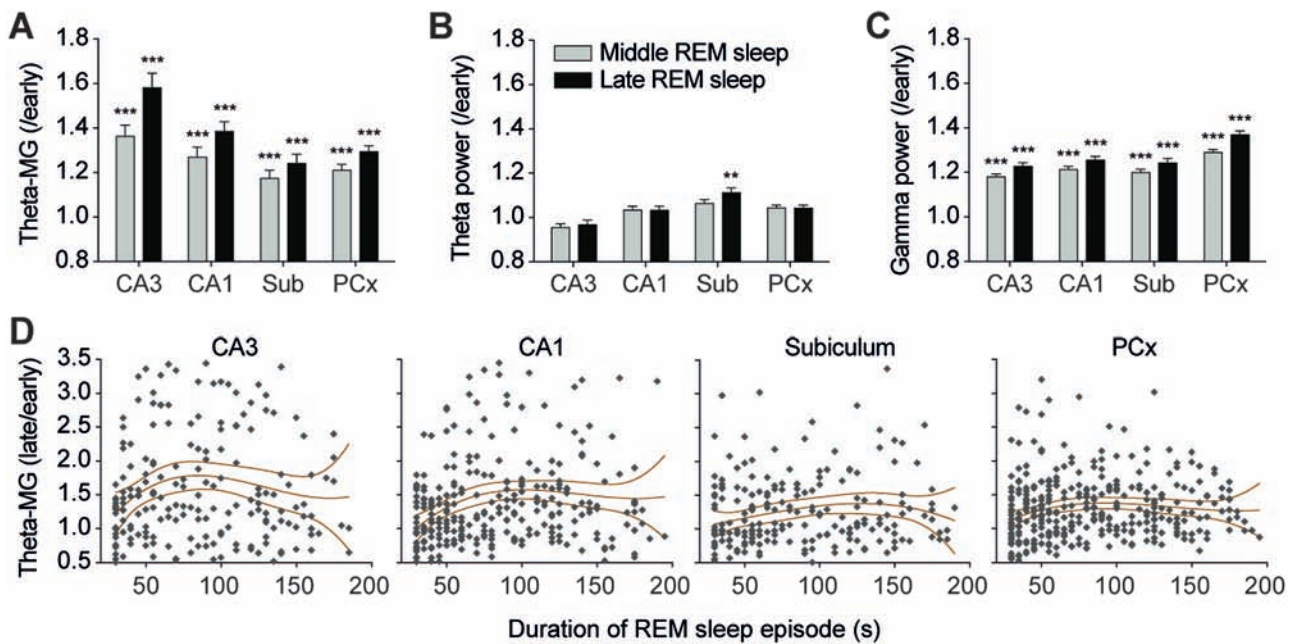 A
Theta-MG (/early)
1.8
1.6
1.4
1.2
1.0
0.8
***
***
***
***
***
***
***
***
CA3
CA1
Sub
PCx
B
Theta power (/early)
1.8
1.6
1.4
1.2
1.0
0.8
Middle REM sleep
Late REM sleep
**
CA3
CA1
Sub
PCx
C
Gamma power (/early)
1.8
1.6
1.4
1.2
1.0
0.8
***
***
***
***
***
***
***
***
CA3
CA1
Sub
PCx
D
Theta-MG (late/early)
3.5
3.0
2.5
2.0
1.5
1.0
0.5
CA3
CA1
Subiculum
PCx
50 100 150 200
50 100 150 200
50 100 150 200
50 100 150 200
Duration of REM sleep episode (s)